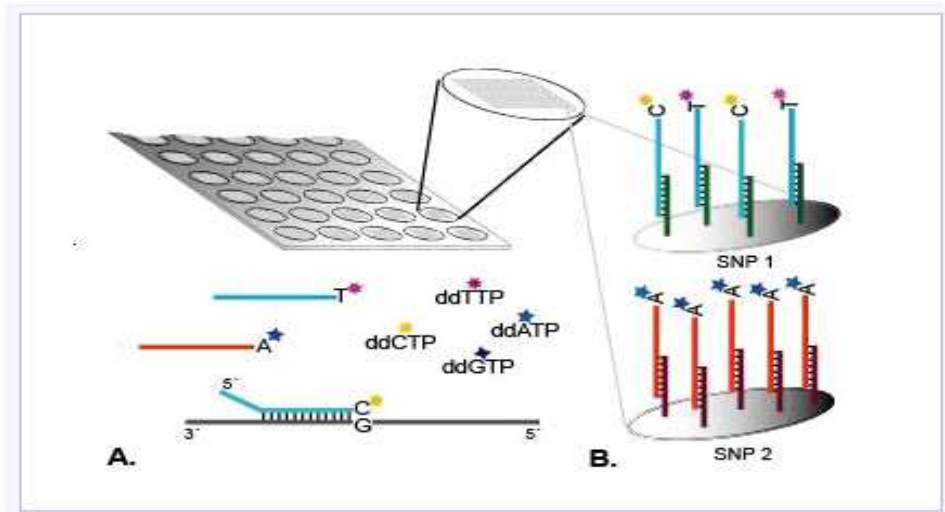 C T C T
SNP 1
T ddTTP
ddATP
ddCTP
A
ddGTP
5´
C
G
3´ 5´
A A A A A
A. B.
SNP 2